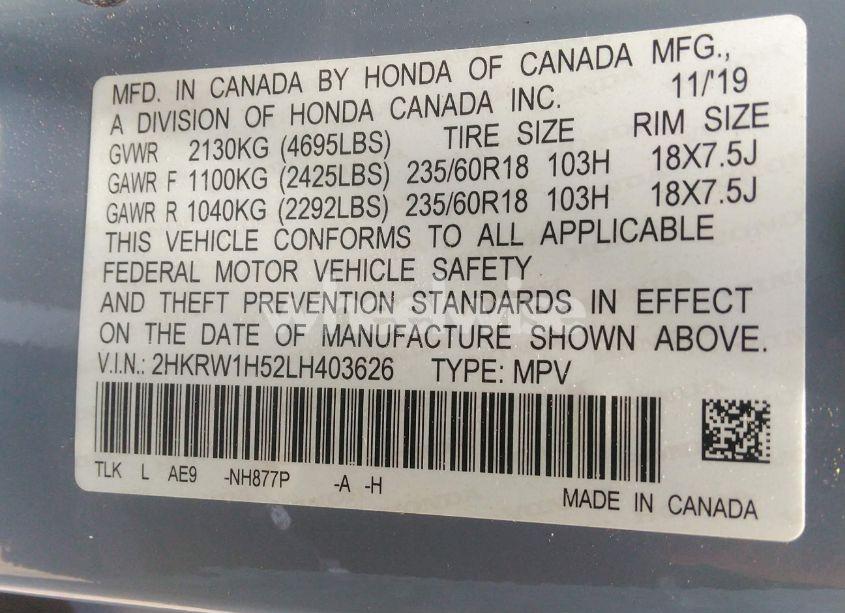 MFD. IN CANADA BY HONDA OF CANADA MFG.,
A DIVISION OF HONDA CANADA INC. 11/'19
GVWR 2130KG (4695LBS) TIRE SIZE RIM SIZE
GAWR F 1100KG (2425LBS) 235/60R18 103H 18X7.5J
GAWR R 1040KG (2292LBS) 235/60R18 103H 18X7.5J
THIS VEHICLE CONFORMS TO ALL APPLICABLE
FEDERAL MOTOR VEHICLE SAFETY
AND THEFT PREVENTION STANDARDS IN EFFECT
ON THE DATE OF MANUFACTURE SHOWN ABOVE.
V.I.N.: 2HKRW1H52LH403626 TYPE: MPV
TLK L AE9 -NH877P -A -H
MADE IN CANADA